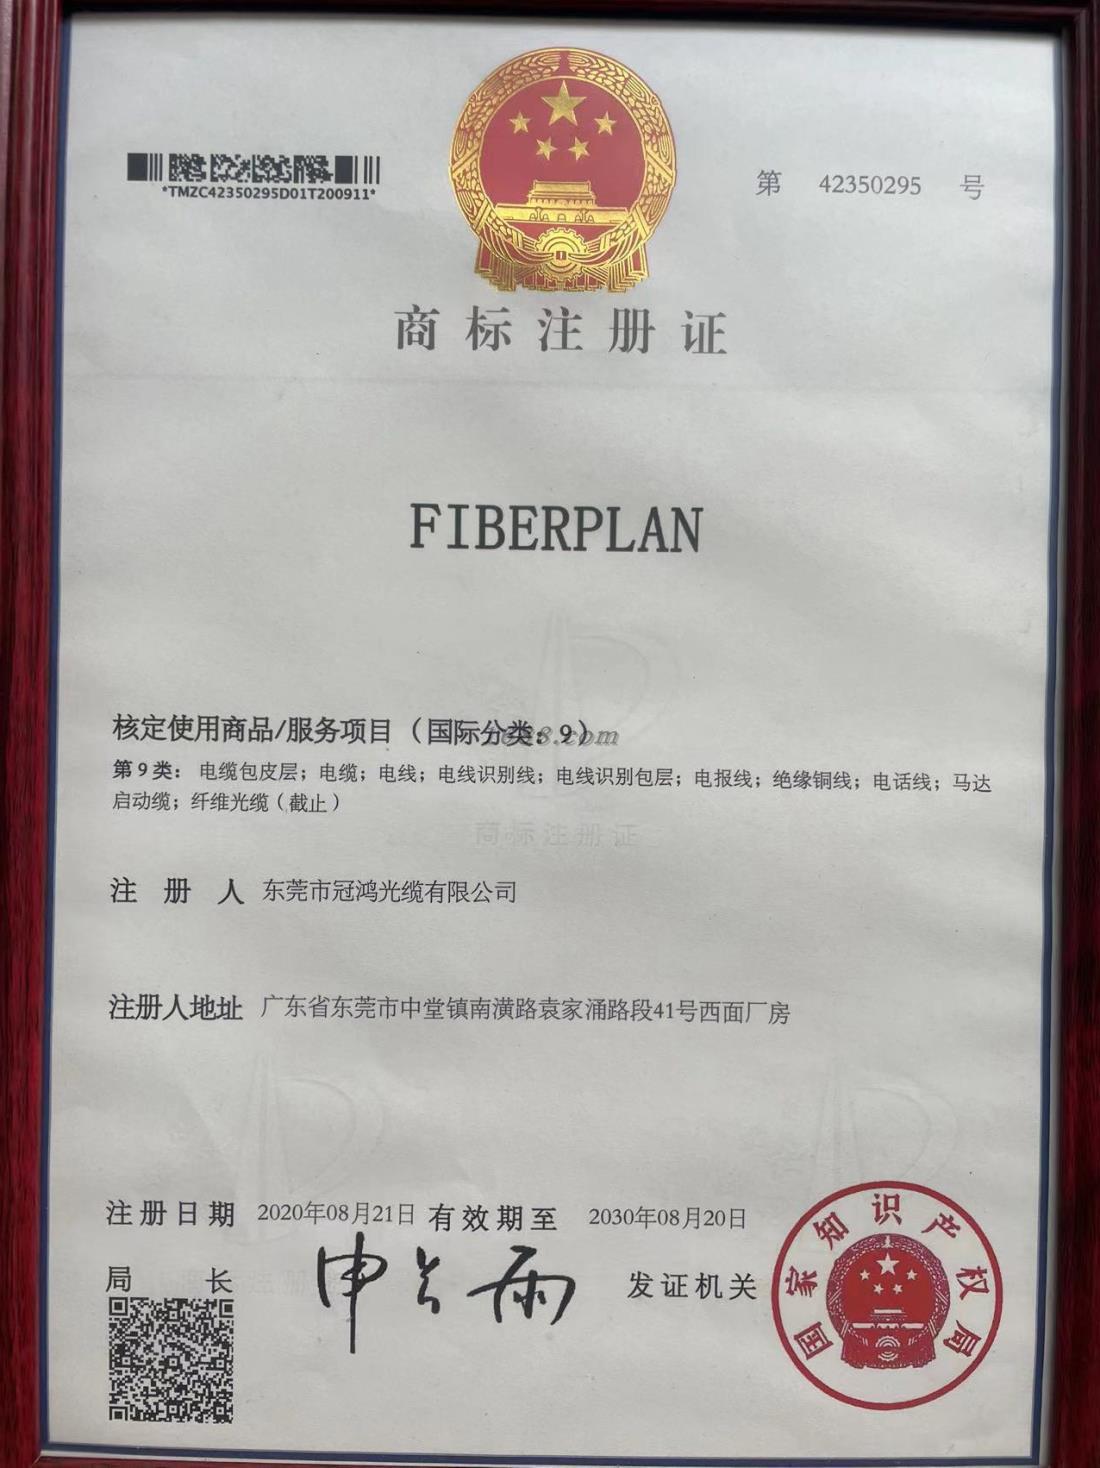 *TMZC42350295D01T200911*
第 42350295 号
商标注册证
FIBERPLAN
核定使用商品/服务项目（国际分类：9）
第9类：电缆包皮层；电缆；电线；电线识别线；电线识别包层；电报线；绝缘铜线；电话线；马达
启动缆；纤维光缆（截止）
商标注册证
注册人 东莞市冠鸿光缆有限公司
注册人地址 广东省东莞市中堂镇南潢路袁家涌路段41号西面厂房
注册日期 2020年08月21日 有效期至 2030年08月20日
局长 申长雨 发证机关
国家知识产权局